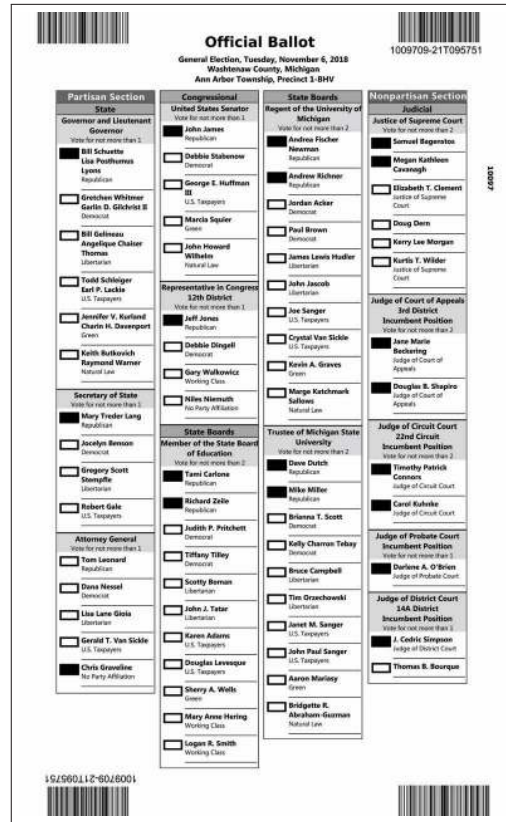 Official Ballot
1009709-21T095751
General Election, Tuesday, November 6, 2018
Washtenaw County, Michigan
Ann Arbor Township, Precinct 1-BHV
Partisan Section
State
Governor and Lieutenant
Governor
Vote for not more than 1
Bill Schuette
Lisa Posthumus
Lyons
Republican
Gretchen Whitmer
Garlin D. Gilchrist II
Democrat
Bill Gelineau
Angelique Chaiser
Thomas
Libertarian
Todd Schleiger
Earl P. Lackie
U.S. Taxpayers
Jennifer V. Kurland
Charin H. Davenport
Green
Keith Butkovich
Raymond Warner
Natural Law
Secretary of State
Vote for not more than 1
Mary Treder Lang
Republican
Jocelyn Benson
Democrat
Gregory Scott
Stempfle
Libertarian
Robert Gale
U.S. Taxpayers
Attorney General
Vote for not more than 1
Tom Leonard
Republican
Dana Nessel
Democrat
Lisa Lane Gioia
Libertarian
Gerald T. Van Sickle
U.S. Taxpayers
Chris Graveline
No Party Affiliation
Congressional
United States Senator
Vote for not more than 1
John James
Republican
Debbie Stabenow
Democrat
George E. Huffman
III
U.S. Taxpayers
Marcia Squier
Green
John Howard
Wilhelm
Natural Law
Representative in Congress
12th District
Vote for not more than 1
Jeff Jones
Republican
Debbie Dingell
Democrat
Gary Walkowicz
Working Class
Niles Niemuth
No Party Affiliation
State Boards
Member of the State Board
of Education
Vote for not more than 2
Tami Carlone
Republican
Richard Zeile
Republican
Judith P. Pritchett
Democrat
Tiffany Tilley
Democrat
Scotty Boman
Libertarian
John J. Tatar
Libertarian
Karen Adams
U.S. Taxpayers
Douglas Levesque
U.S. Taxpayers
Sherry A. Wells
Green
Mary Anne Hering
Working Class
Logan R. Smith
Working Class
State Boards
Regent of the University of
Michigan
Vote for not more than 2
Andrea Fischer
Newman
Republican
Andrew Richner
Republican
Jordan Acker
Democrat
Paul Brown
Democrat
James Lewis Hudler
Libertarian
John Jascob
Libertarian
Joe Sanger
U.S. Taxpayers
Crystal Van Sickle
U.S. Taxpayers
Kevin A. Graves
Green
Marge Katchmark
Sallows
Natural Law
Trustee of Michigan State
University
Vote for not more than 2
Dave Dutch
Republican
Mike Miller
Republican
Brianna T. Scott
Democrat
Kelly Charron Tebay
Democrat
Bruce Campbell
Libertarian
Tim Orzechowski
Libertarian
Janet M. Sanger
U.S. Taxpayers
John Paul Sanger
U.S. Taxpayers
Aaron Mariasy
Green
Bridgette R.
Abraham-Guzman
Natural Law
Nonpartisan Section
Judicial
Justice of Supreme Court
Vote for not more than 2
Samuel Bagenstos
Megan Kathleen
Cavanagh
Elizabeth T. Clement
Justice of Supreme
Court
Doug Dern
Kerry Lee Morgan
Kurtis T. Wilder
Justice of Supreme
Court
Judge of Court of Appeals
3rd District
Incumbent Position
Vote for not more than 2
Jane Marie
Beckering
Judge of Court of
Appeals
Douglas B. Shapiro
Judge of Court of
Appeals
Judge of Circuit Court
22nd Circuit
Incumbent Position
Vote for not more than 2
Timothy Patrick
Connors
Judge of Circuit Court
Carol Kuhnke
Judge of Circuit Court
Judge of Probate Court
Incumbent Position
Vote for not more than 1
Darlene A. O'Brien
Judge of Probate Court
Judge of District Court
14A District
Incumbent Position
Vote for not more than 1
J. Cedric Simpson
Judge of District Court
Thomas B. Bourque
10097
1009709-21T095751